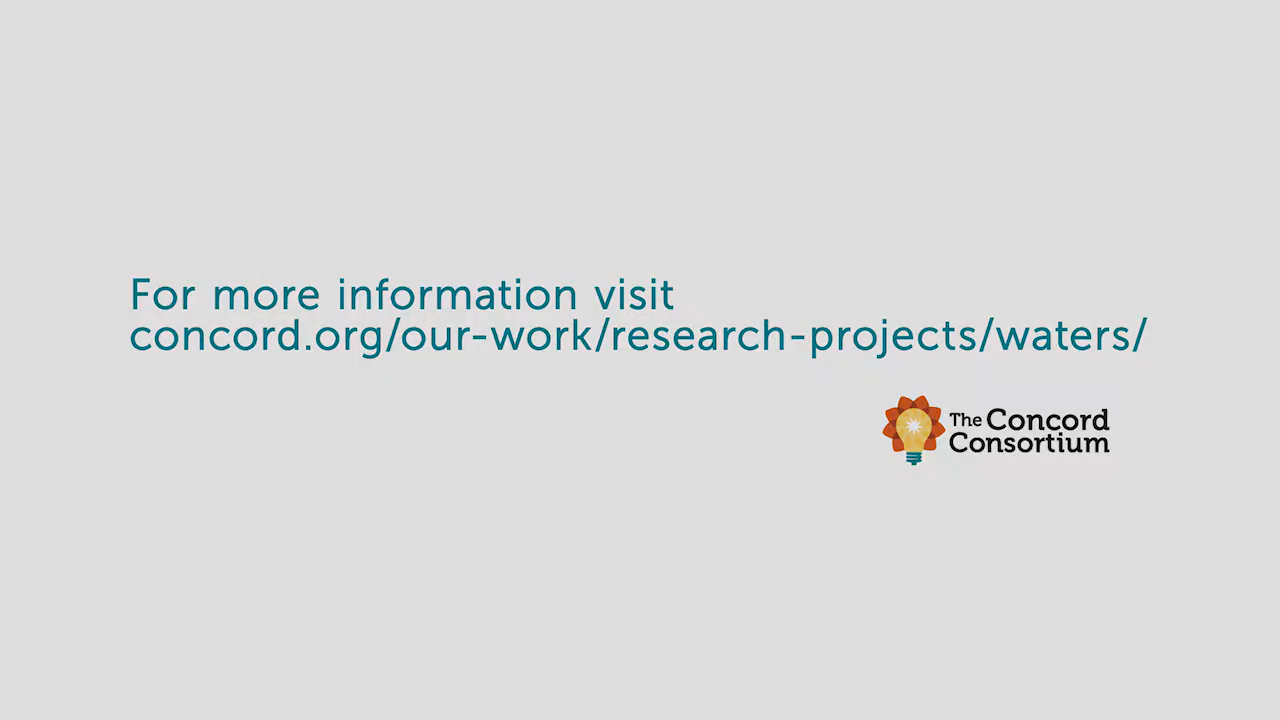 For more information visit
concord.org/our-work/research-projects/waters/
The Concord
Consortium